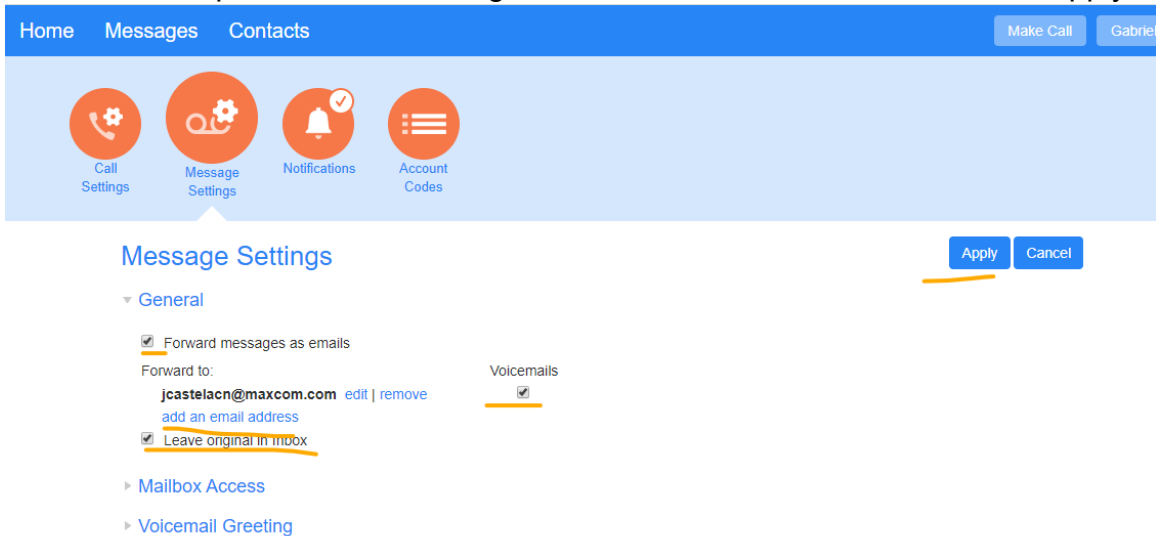 Home Messages Contacts Make Call Gabriel
Call Settings
Message Settings
Notifications
Account Codes
Message Settings Apply Cancel
General
Forward messages as emails
Forward to: Voicemails
jcastelacn@maxcom.com edit | remove
add an email address
Leave original in Inbox
Mailbox Access
Voicemail Greeting